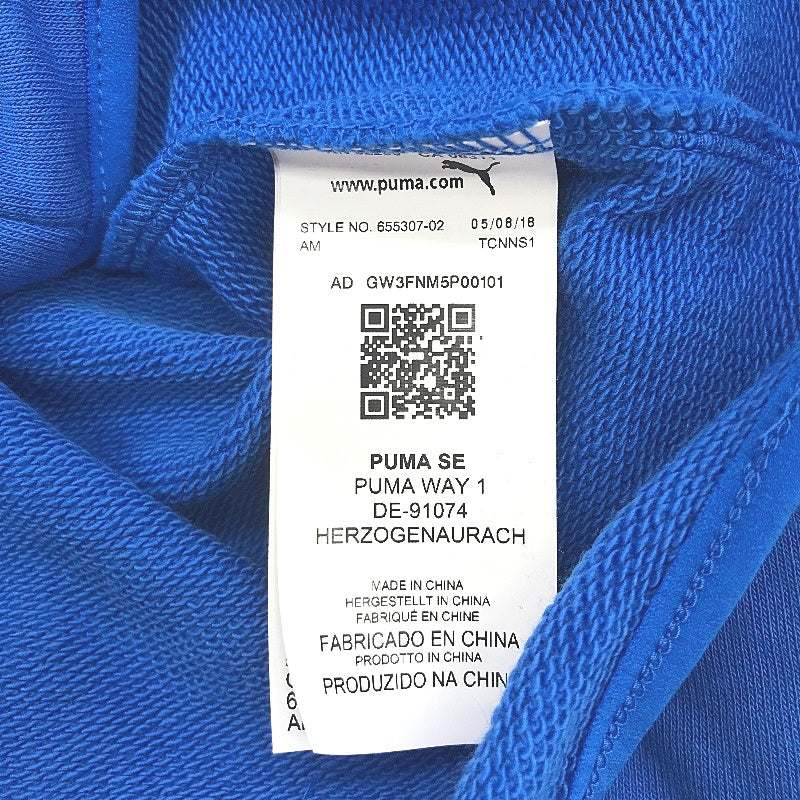 www.puma.com
STYLE NO. 655307-02 05/08/18
AM TCNNS1
AD GW3FNM5P00101
PUMA SE
PUMA WAY 1
DE-91074
HERZOGENAURACH
MADE IN CHINA
HERGESTELLT IN CHINA
FABRIQUÉ EN CHINE
FABRICADO EN CHINA
PRODOTTO IN CHINA
PRODUZIDO NA CHIN